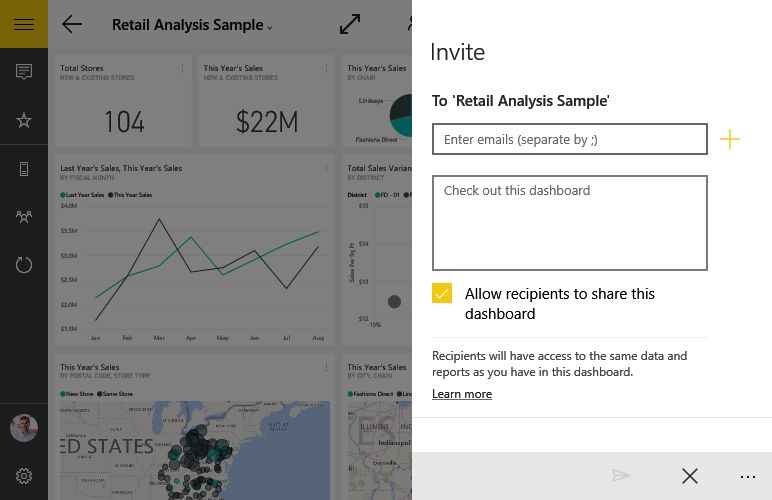 Retail Analysis Sample
Invite
To 'Retail Analysis Sample'
Enter emails (separate by ;)
Check out this dashboard
Allow recipients to share this
dashboard
Recipients will have access to the same data and
reports as you have in this dashboard.
Learn more
Total Stores
NEW & EXISTING STORES
104
This Year's Sales
NEW & EXISTING STORES
$22M
This Year's Sales
BY CHAIN
Lindseys
Fashions Direct
Last Year's Sales, This Year's Sales
BY FISCAL MONTH
Last Year Sales This Year Sales
$4.0M
$3.5M
$3.0M
$2.5M
$2.0M
$1.5M
Jan Feb Mar Apr May Jun Jul Aug
Total Sales Varian
BY DISTRICT
District FD - 01
Sales Per Sq Ft
$15
$14
$13
$12
-10%
This Year's Sales
BY POSTAL CODE, STORE TYPE
New Store Same Store
ED STATES
This Year's Sales
BY CITY, CHAIN
Fashions Direct
ILLINOIS
Indianapol
Evansville